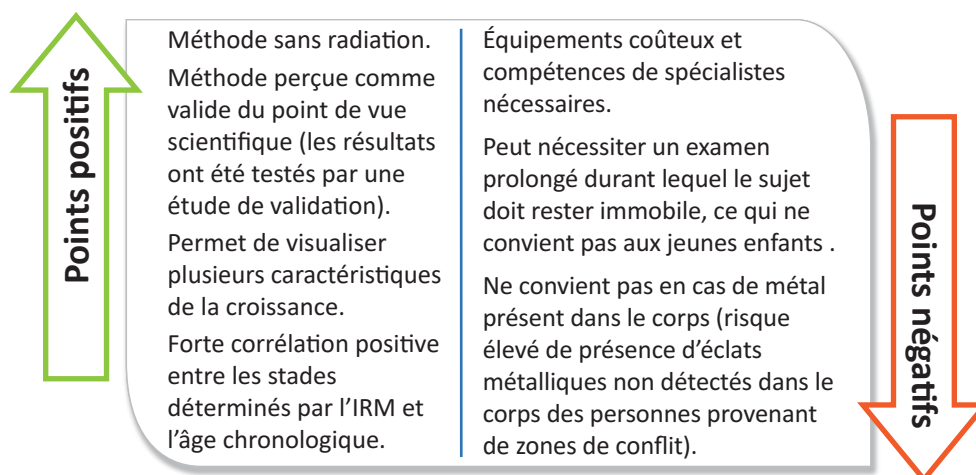 Points positifs
Méthode sans radiation.
Méthode perçue comme
valide du point de vue
scientifique (les résultats
ont été testés par une
étude de validation).
Permet de visualiser
plusieurs caractéristiques
de la croissance.
Forte corrélation positive
entre les stades
déterminés par l’IRM et
l’âge chronologique.
Équipements coûteux et
compétences de spécialistes
nécessaires.
Peut nécessiter un examen
prolongé durant lequel le sujet
doit rester immobile, ce qui ne
convient pas aux jeunes enfants .
Ne convient pas en cas de métal
présent dans le corps (risque
élevé de présence d’éclats
métalliques non détectés dans le
corps des personnes provenant
de zones de conflit).
Points négatifs